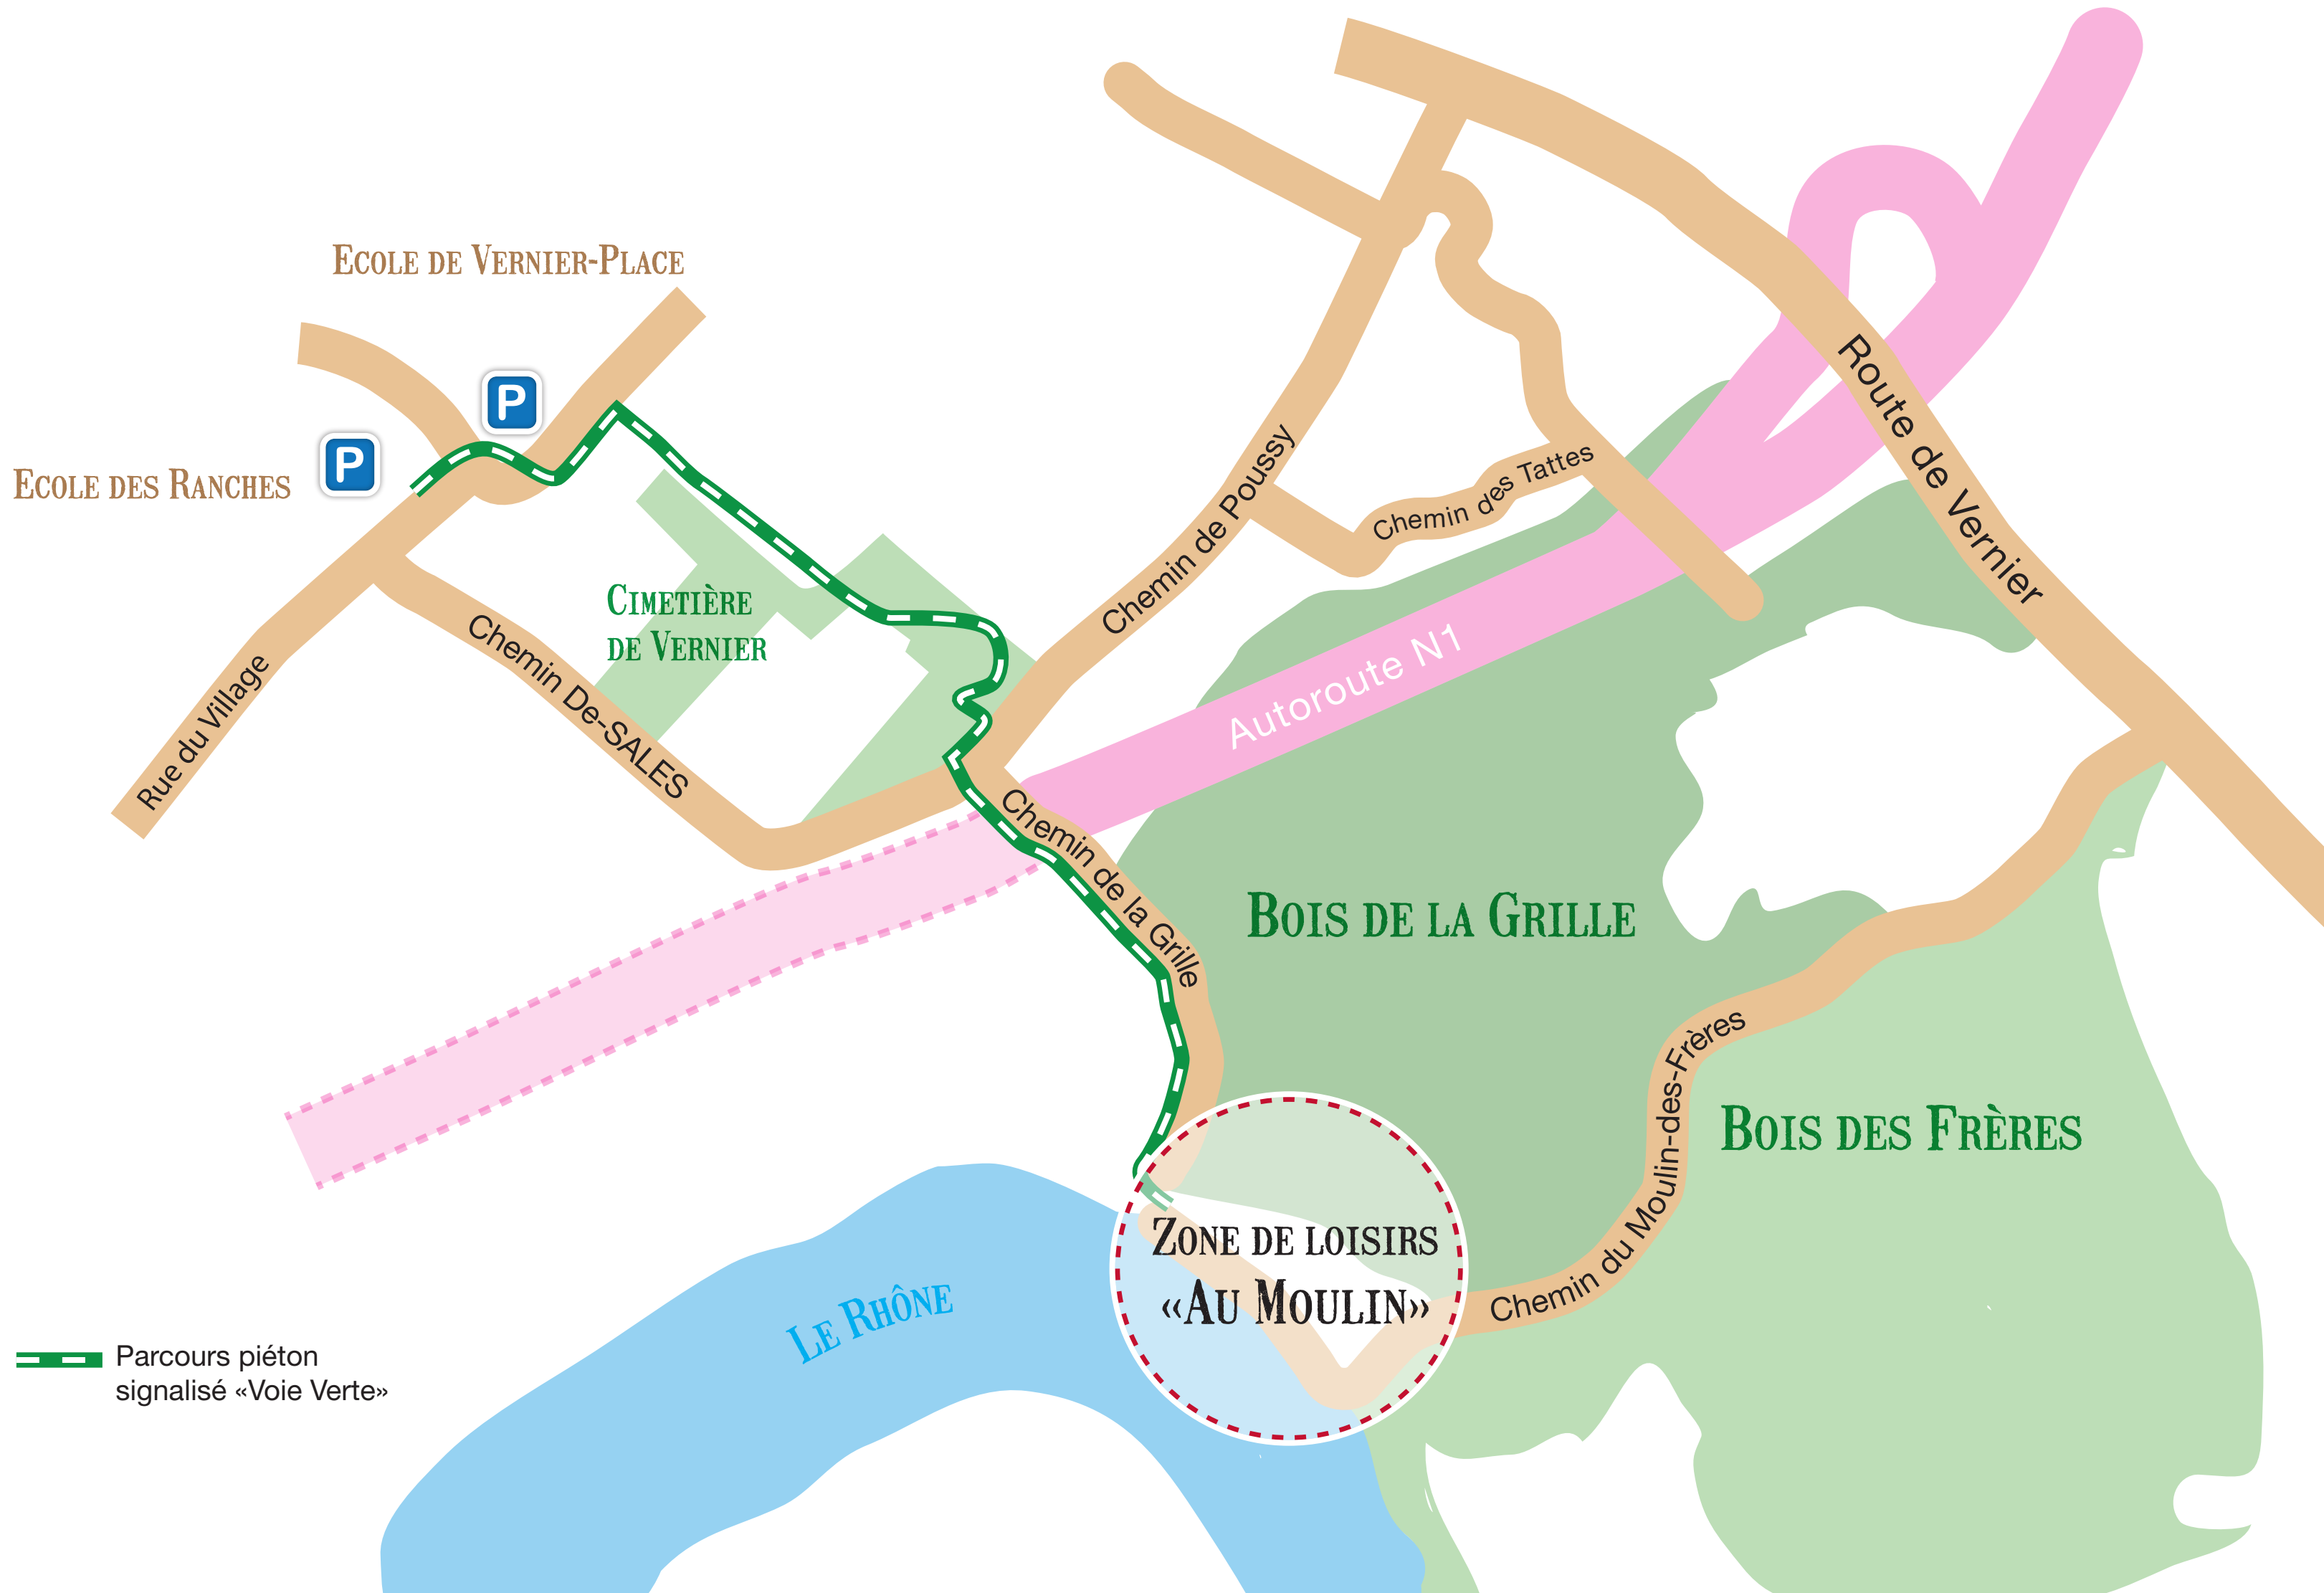 Ecole de Vernier-Place
P
P
Ecole des Ranches
Route de Vernier
Chemin des Tattes
Chemin de Poussy
Cimetière
de Vernier
Chemin De-SALES
Rue du Village
Autoroute N1
Chemin de la Grille
Bois de la Grille
Chemin du Moulin-des-Frères
Bois des Frères
Zone de loisirs
«Au Moulin»
Le Rhône
Parcours piéton
signalisé «Voie Verte»